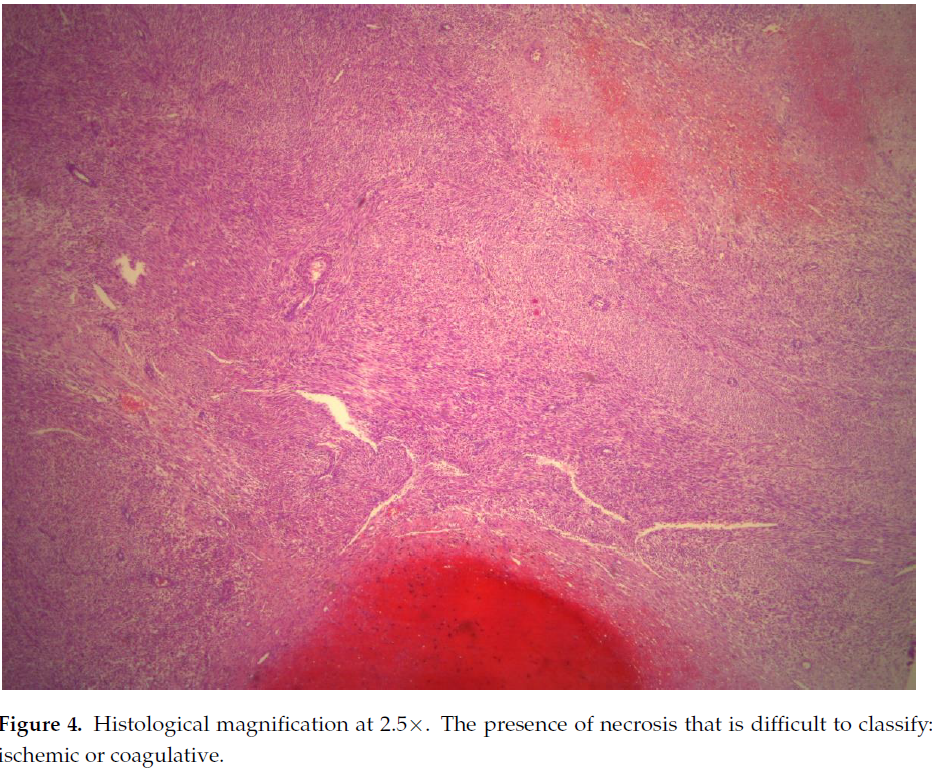 Figure 4. Histological magnification at 2.5×. The presence of necrosis that is difficult to classify:
ischemic or coagulative.